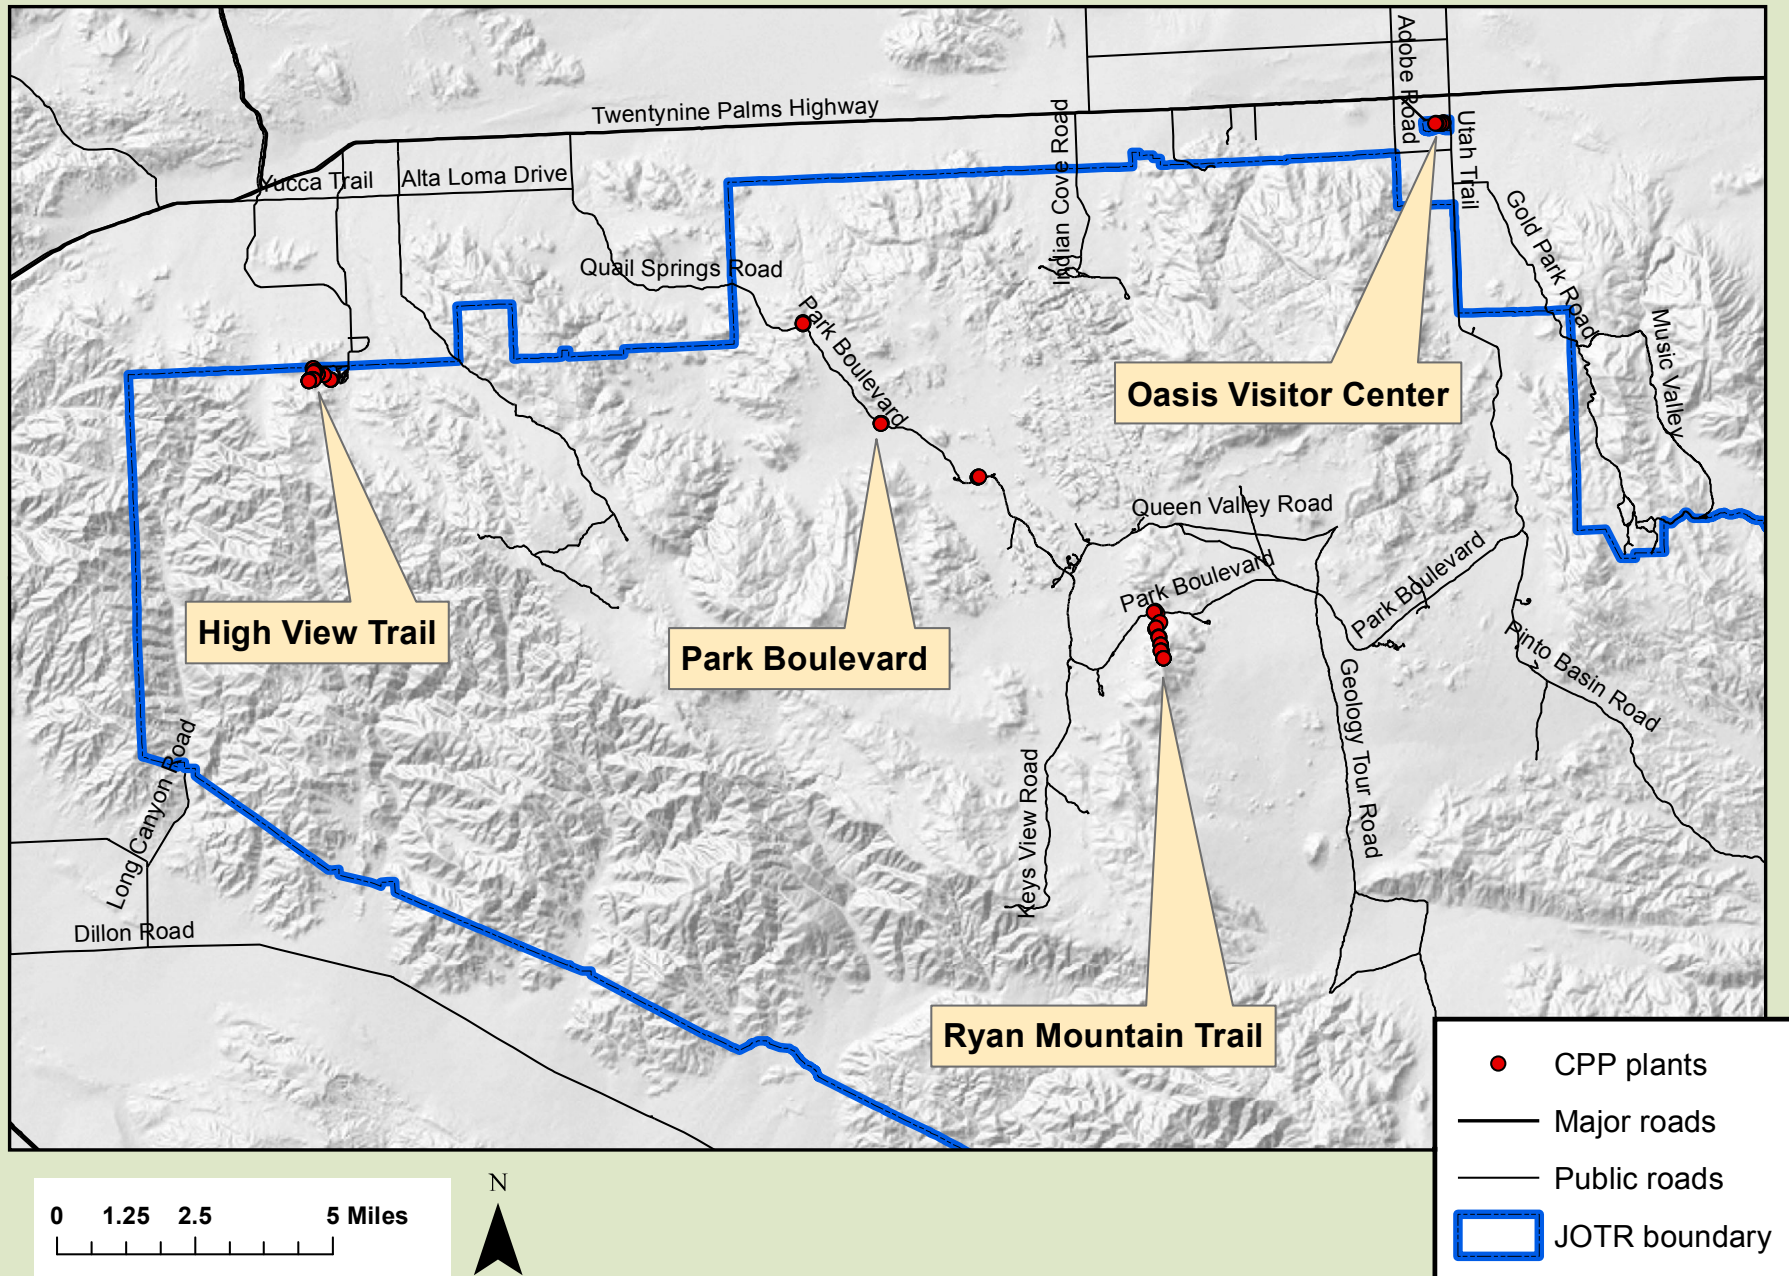 Adobe Road
Twentynine Palms Highway
Indian Cove Road
Utah Trail
Yucca Trail
Alta Loma Drive
Gold Park Road
Quail Springs Road
Park Boulevard
Music Valley
Oasis Visitor Center
Queen Valley Road
Park Boulevard
Park Boulevard
High View Trail
Park Boulevard
Pinto Basin Road
Geology Tour Road
Long Canyon Road
Keys View Road
Dillon Road
Ryan Mountain Trail
CPP plants
Major roads
Public roads
JOTR boundary
N
0 1.25 2.5 5 Miles